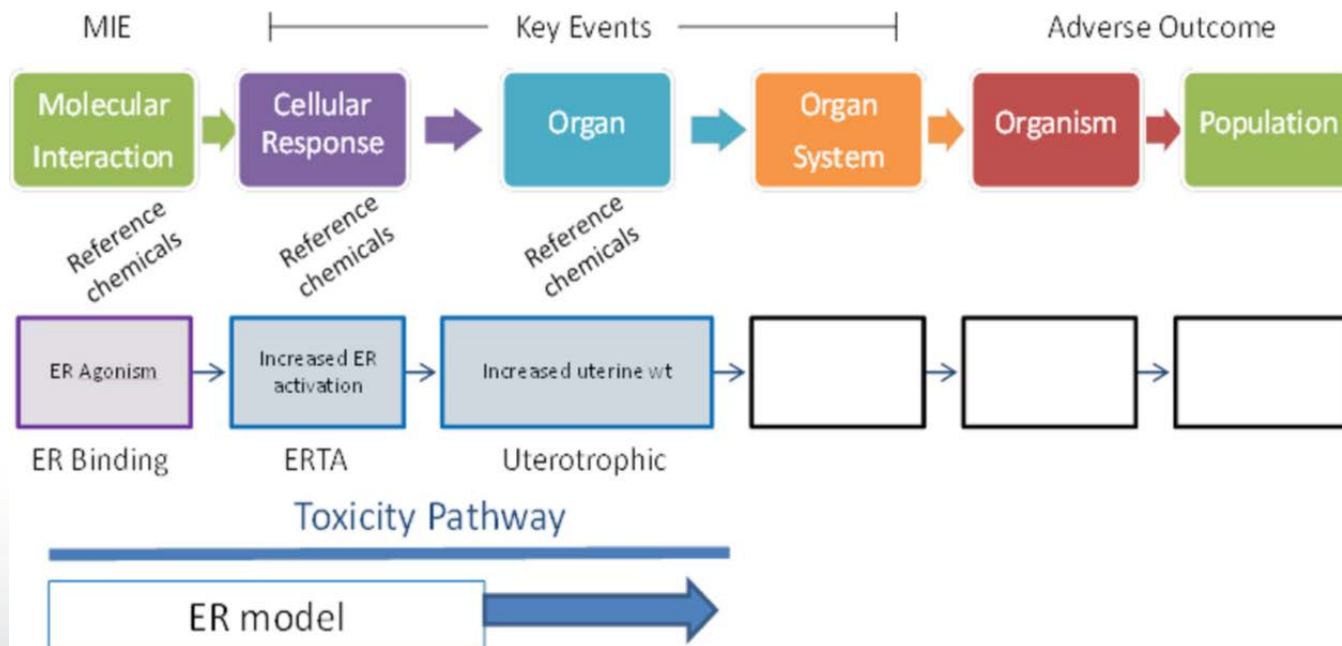 MIE
Key Events
Adverse Outcome
Molecular
Interaction
Cellular
Response
Organ
Organ
System
Organism
Population
Reference
chemicals
Reference
chemicals
Reference
chemicals
ER Agonism
Increased ER
activation
Increased uterine wt
ER Binding
ERTA
Uterotrophic
Toxicity Pathway
ER model